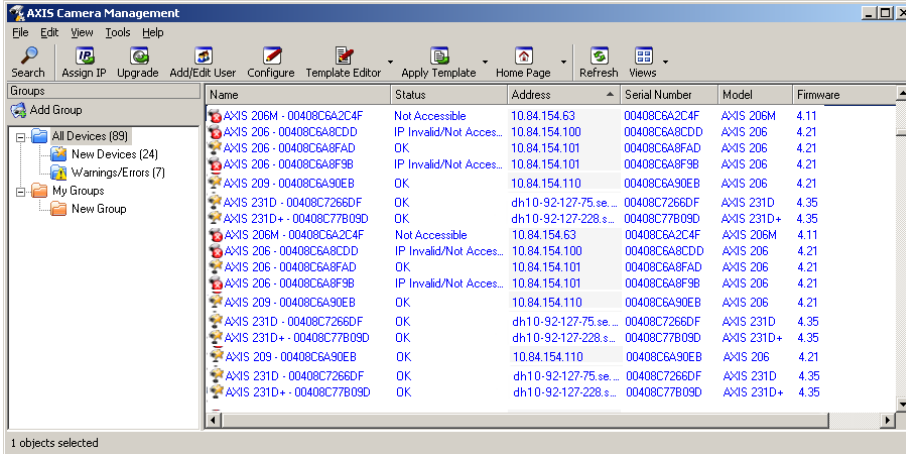 AXIS Camera Management
File Edit View Tools Help
Search Assign IP Upgrade Add/Edit User Configure Template Editor Apply Template Home Page Refresh Views
Groups
Add Group
All Devices (89)
New Devices (24)
Warnings/Errors (7)
My Groups
New Group
Name Status Address Serial Number Model Firmware
AXIS 206M - 00408C6A2C4F Not Accessible 10.84.154.63 00408C6A2C4F AXIS 206M 4.11
AXIS 206 - 00408C6A8CDD IP Invalid/Not Acces... 10.84.154.100 00408C6A8CDD AXIS 206 4.21
AXIS 206 - 00408C6A8FAD OK 10.84.154.101 00408C6A8FAD AXIS 206 4.21
AXIS 206 - 00408C6A8F9B IP Invalid/Not Acces... 10.84.154.101 00408C6A8F9B AXIS 206 4.21
AXIS 209 - 00408C6A90EB OK 10.84.154.110 00408C6A90EB AXIS 206 4.21
AXIS 231D - 00408C7266DF OK dh10-92-127-75.se... 00408C7266DF AXIS 231D 4.35
AXIS 231D+ - 00408C77B09D OK dh10-92-127-228.s... 00408C77B09D AXIS 231D+ 4.35
AXIS 206M - 00408C6A2C4F Not Accessible 10.84.154.63 00408C6A2C4F AXIS 206M 4.11
AXIS 206 - 00408C6A8CDD IP Invalid/Not Acces... 10.84.154.100 00408C6A8CDD AXIS 206 4.21
AXIS 206 - 00408C6A8FAD OK 10.84.154.101 00408C6A8FAD AXIS 206 4.21
AXIS 206 - 00408C6A8F9B IP Invalid/Not Acces... 10.84.154.101 00408C6A8F9B AXIS 206 4.21
AXIS 209 - 00408C6A90EB OK 10.84.154.110 00408C6A90EB AXIS 206 4.21
AXIS 231D - 00408C7266DF OK dh10-92-127-75.se... 00408C7266DF AXIS 231D 4.35
AXIS 231D+ - 00408C77B09D OK dh10-92-127-228.s... 00408C77B09D AXIS 231D+ 4.35
AXIS 209 - 00408C6A90EB OK 10.84.154.110 00408C6A90EB AXIS 206 4.21
AXIS 231D - 00408C7266DF OK dh10-92-127-75.se... 00408C7266DF AXIS 231D 4.35
AXIS 231D+ - 00408C77B09D OK dh10-92-127-228.s... 00408C77B09D AXIS 231D+ 4.35
1 objects selected